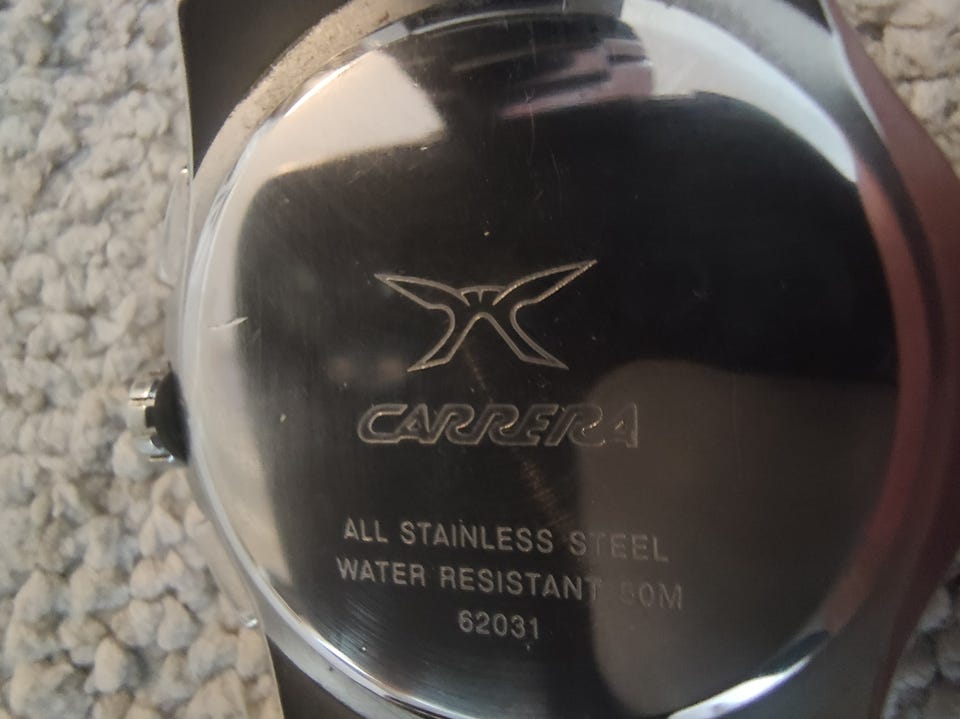 CARRERA
ALL STAINLESS STEEL
WATER RESISTANT 50M
62031